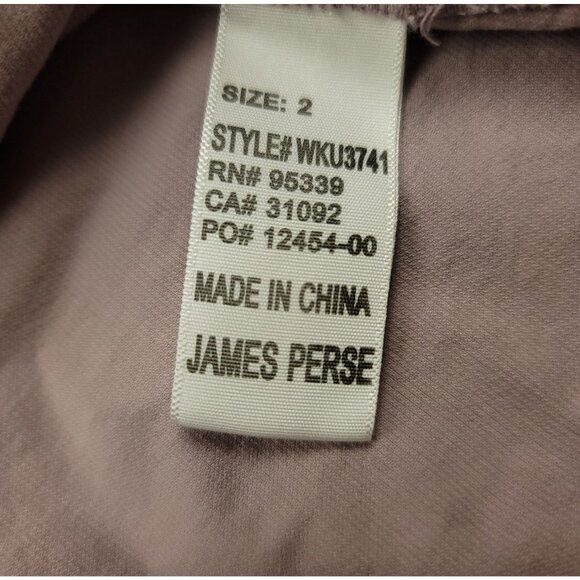 SIZE: 2
STYLE# WKU3741
RN# 95339
CA# 31092
PO# 12454-00
MADE IN CHINA
JAMES PERSE